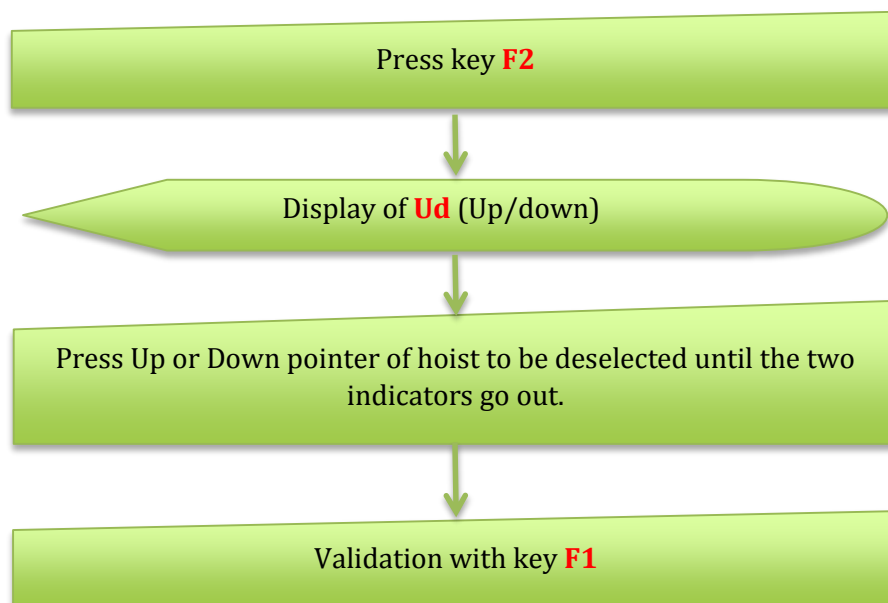 Press key F2
Display of Ud (Up/down)
Press Up or Down pointer of hoist to be deselected until the two
indicators go out.
Validation with key F1